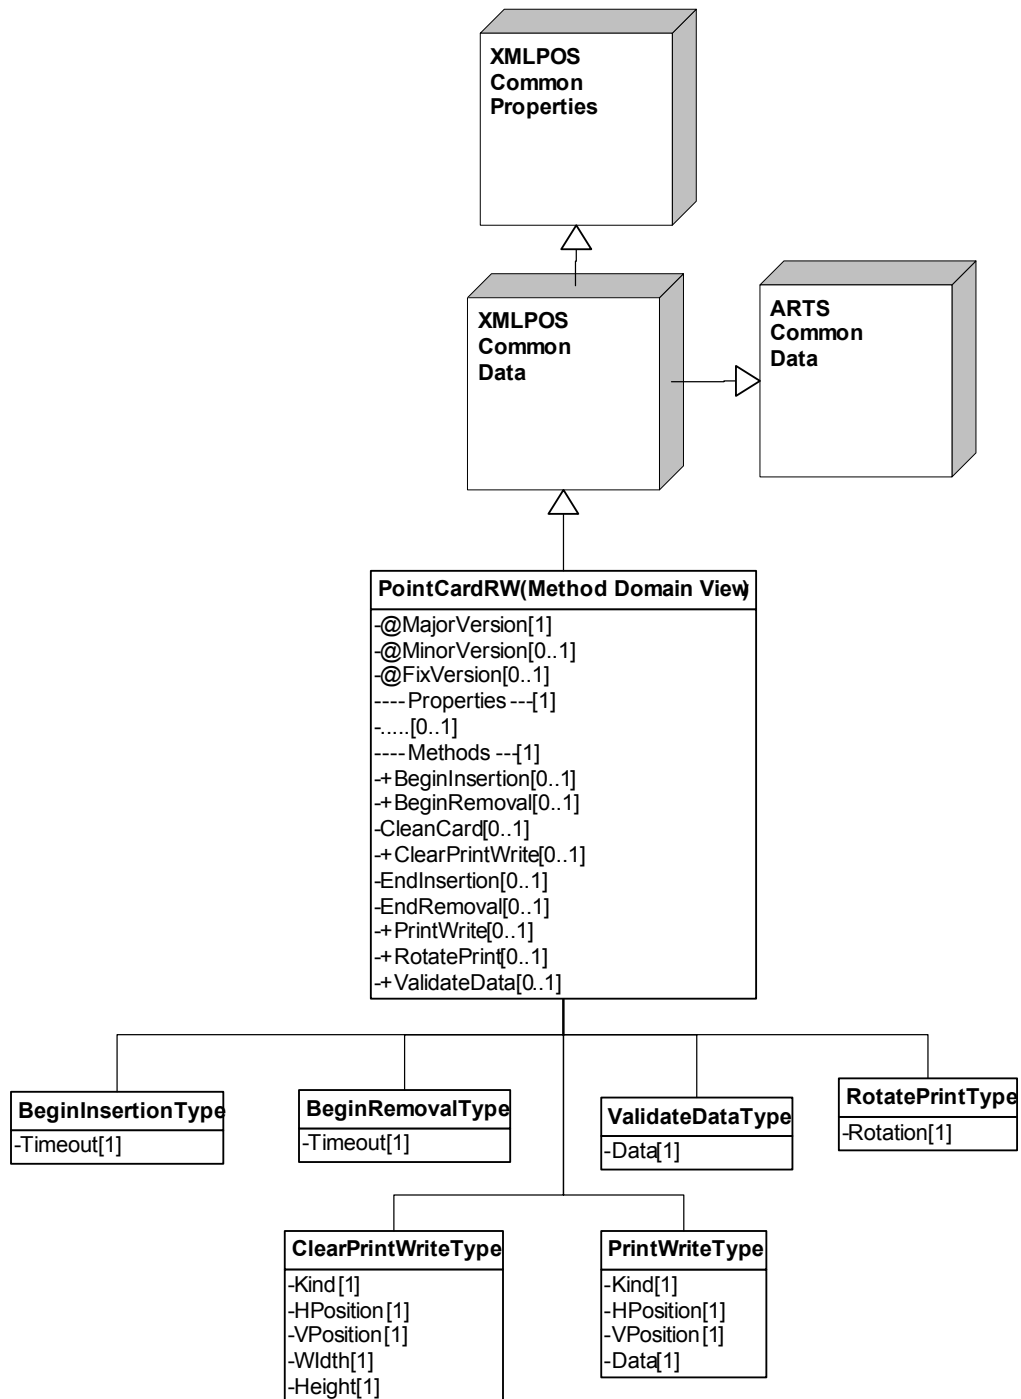 XMLPOS
Common
Properties
XMLPOS
Common
Data
ARTS
Common
Data
PointCardRW(Method Domain View)
-@MajorVersion[1]
-@MinorVersion[0..1]
-@FixVersion[0..1]
----Properties ---[1]
-.....[0..1]
----Methods ---[1]
-+BeginInsertion[0..1]
-+BeginRemoval[0..1]
-CleanCard[0..1]
-+ClearPrintWrite[0..1]
-EndInsertion[0..1]
-EndRemoval[0..1]
-+PrintWrite[0..1]
-+RotatePrint[0..1]
-+ValidateData[0..1]
BeginInsertionType
-Timeout[1]
BeginRemovalType
-Timeout[1]
ValidateDataType
-Data[1]
RotatePrintType
-Rotation[1]
ClearPrintWriteType
-Kind[1]
-HPosition[1]
-VPosition[1]
-WIdth[1]
-Height[1]
PrintWriteType
-Kind[1]
-HPosition[1]
-VPosition[1]
-Data[1]